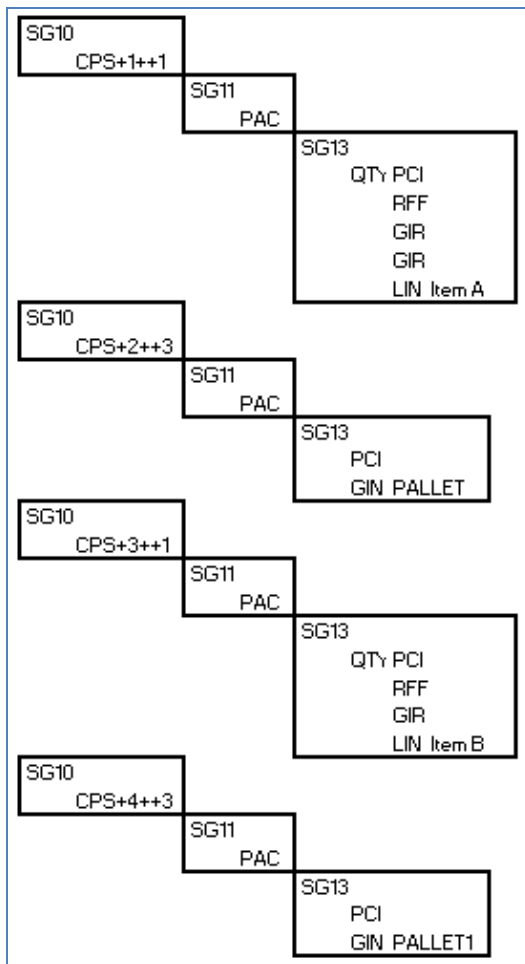 SG10
CPS+1++1
SG11
PAC
SG13
QTY PCI
RFF
GIR
GIR
LIN Item A
SG10
CPS+2++3
SG11
PAC
SG13
PCI
GIN PALLET
SG10
CPS+3++1
SG11
PAC
SG13
QTY PCI
RFF
GIR
LIN Item B
SG10
CPS+4++3
SG11
PAC
SG13
PCI
GIN PALLET1